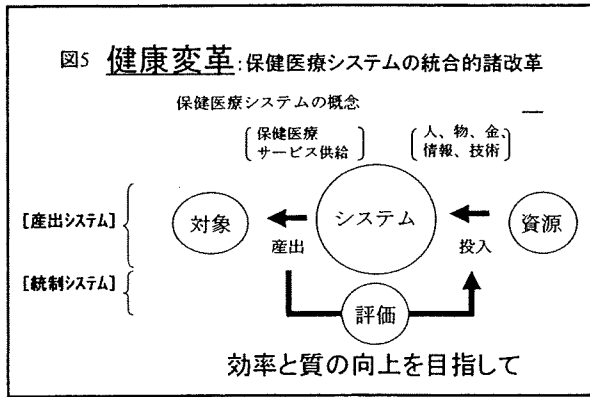 図5 健康変革:保健医療システムの統合的諸改革
保健医療システムの概念
保健医療
サービス供給
人、物、金、
情報、技術
[産出システム]
対象
システム
資源
産出
投入
[統制システム]
評価
効率と質の向上を目指して